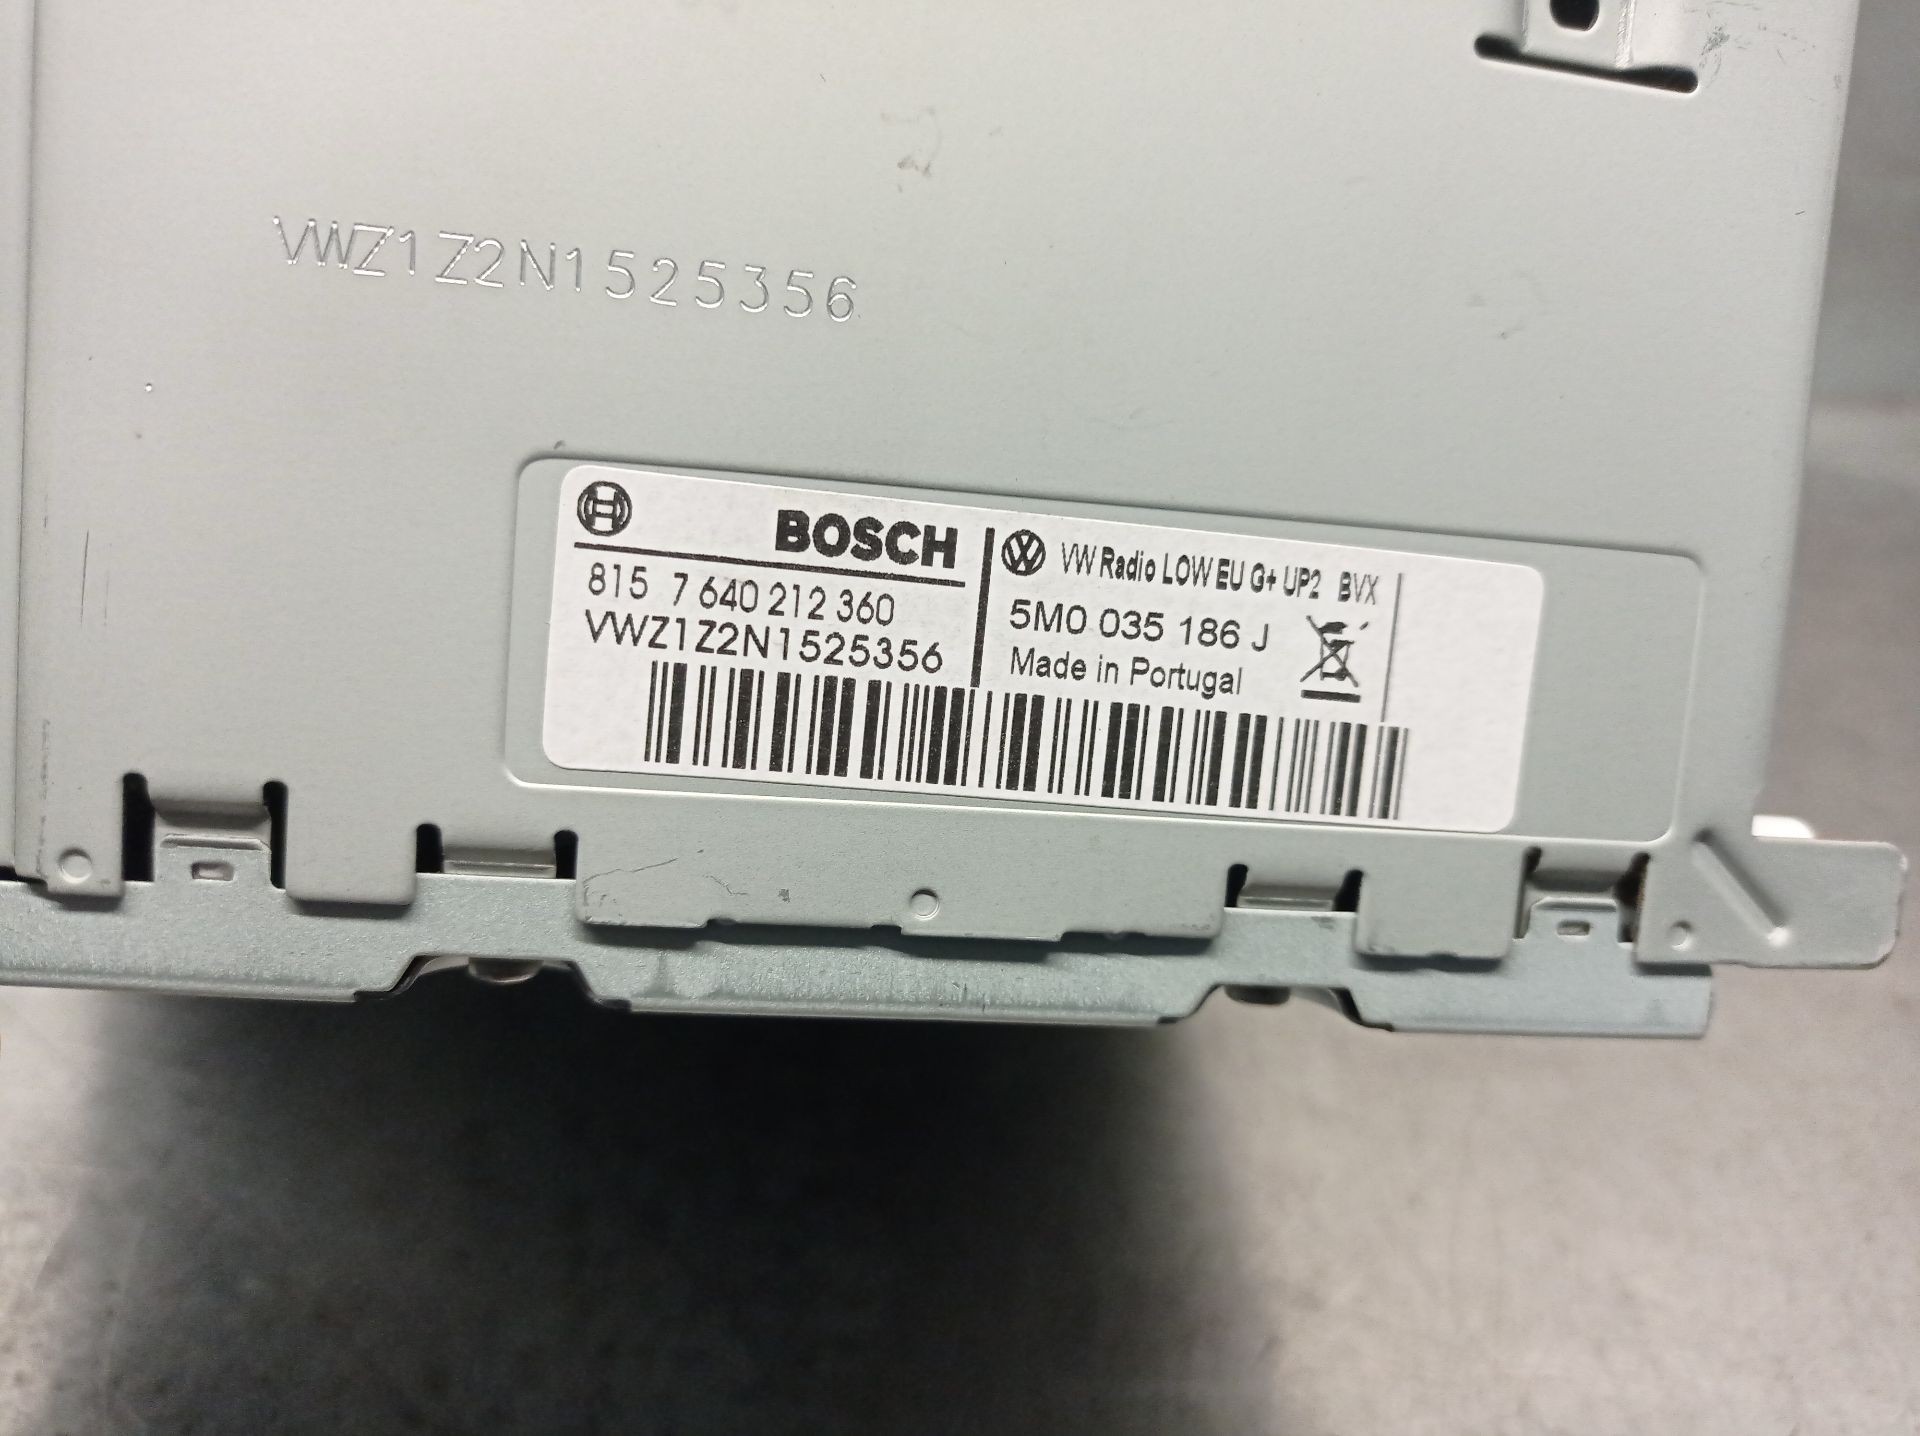 VWZ1Z2N1525356
BOSCH
815 7 640 212 360
VWZ1Z2N1525356
VW Radio LOW EU G+ UP2 BVX
5M0 035 186 J
Made in Portugal